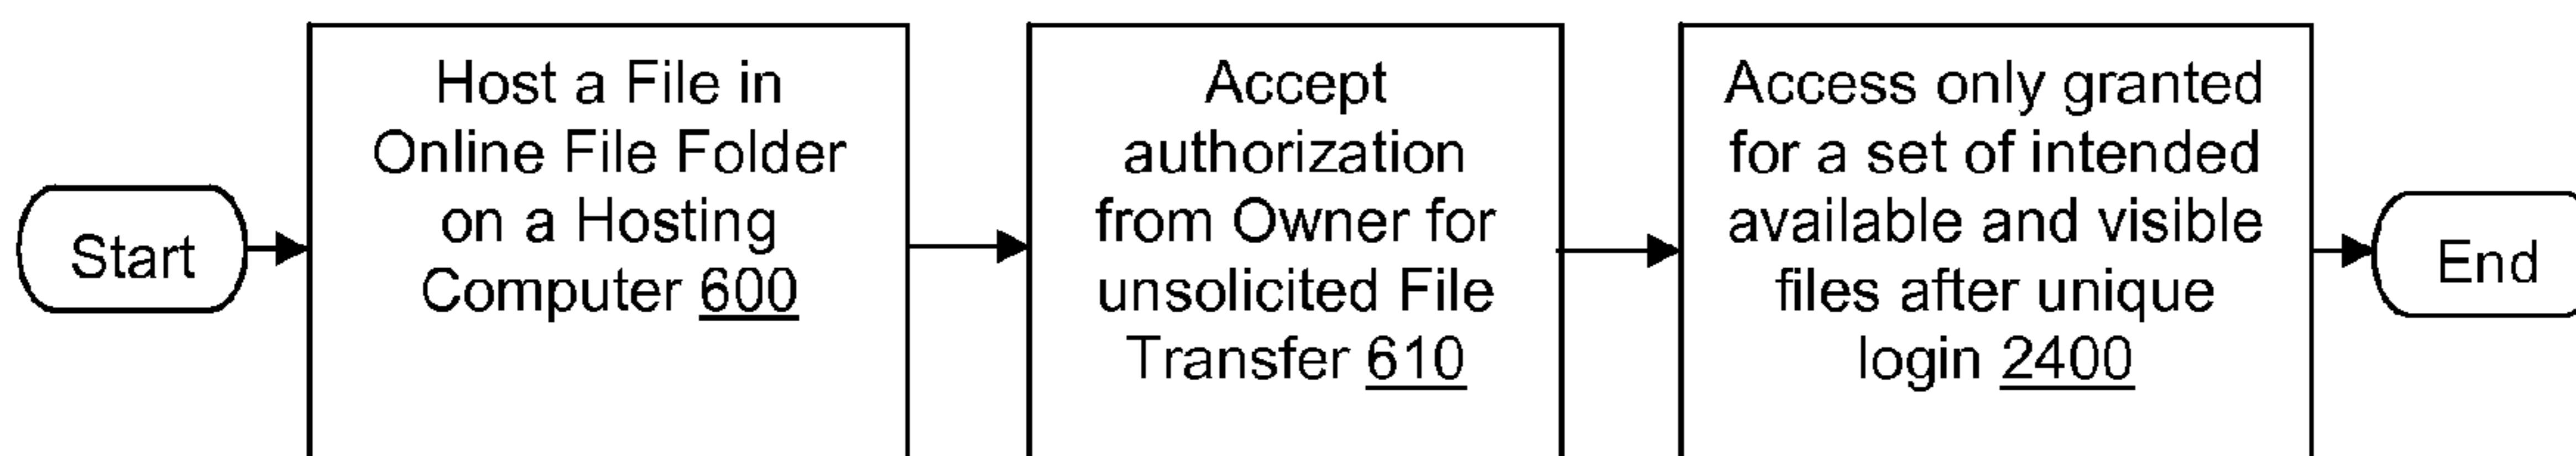 Start
Host a File in
Online File Folder
on a Hosting
Computer 600
Accept
authorization
from Owner for
unsolicited File
Transfer 610
Access only granted
for a set of intended
available and visible
files after unique
login 2400
End